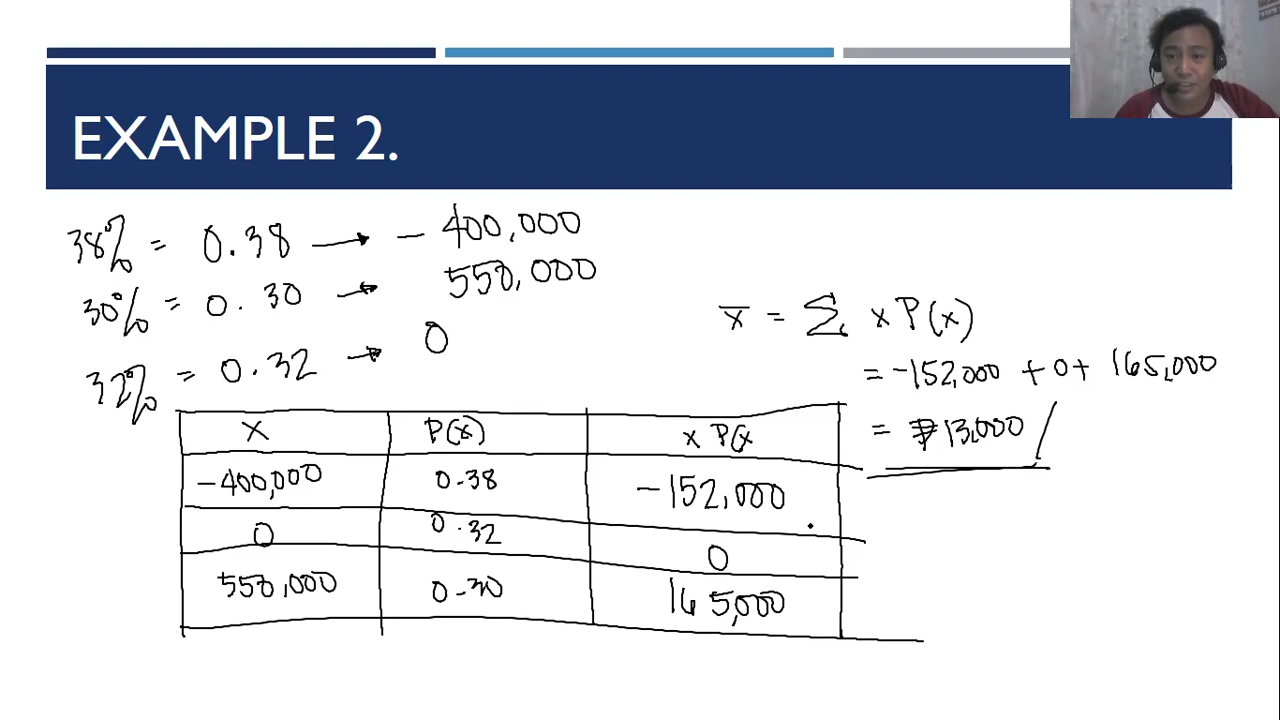 EXAMPLE 2.
38% = 0.38 → - 400,000
30% = 0.30 → 550,000
32% = 0.32 → 0
x̄ = Σ x P(x)
= -152,000 + 0 + 165,000
= ₱13,000
X P(x) x P(x
-400,000 0.38 -152,000
0 0.32 0
550,000 0.30 165,000